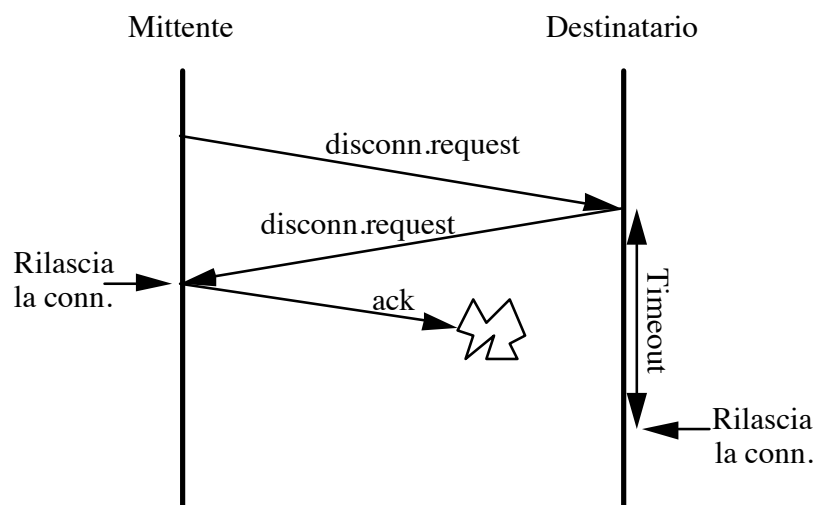 Mittente
Destinatario
disconn.request
disconn.request
Rilascia
la conn.
ack
Timeout
Rilascia
la conn.